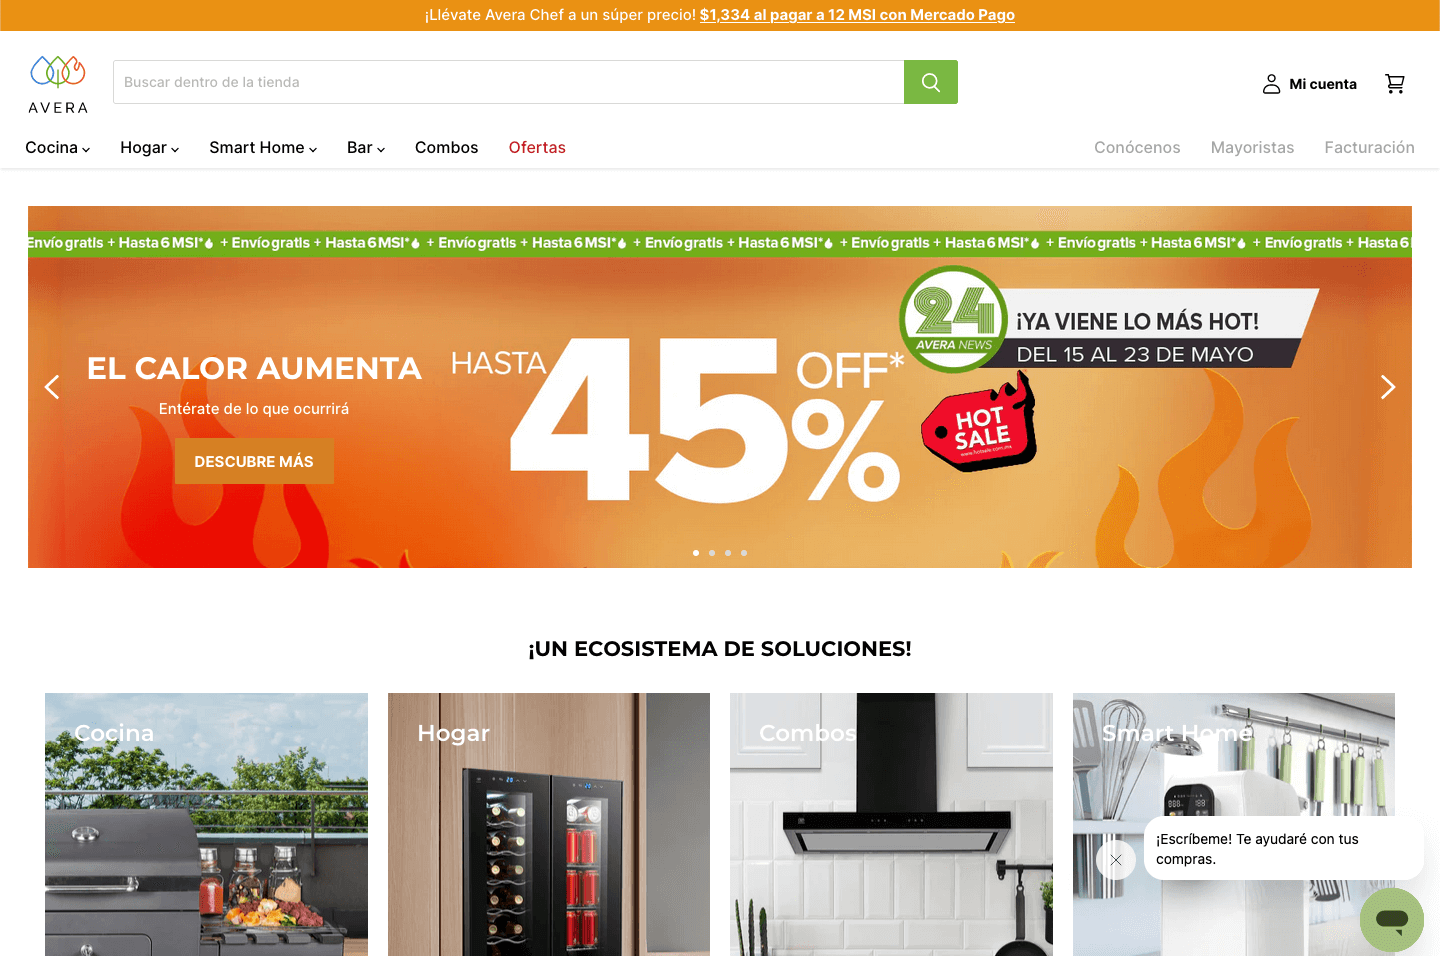 ¡Llévate Avera Chef a un súper precio! $1,334 al pagar a 12 MSI con Mercado Pago
AVERA
Buscar dentro de la tienda
Mi cuenta
Cocina
Hogar
Smart Home
Bar
Combos
Ofertas
Conócenos
Mayoristas
Facturación
Envío gratis + Hasta 6 MSI* + Envío gratis + Hasta 6 MSI* + Envío gratis + Hasta 6 MSI* + Envío gratis + Hasta 6 MSI* + Envío gratis + Hasta 6 MSI* + Envío gratis + Hasta 6 MSI* + Envío gratis + Hasta 6
EL CALOR AUMENTA
Entérate de lo que ocurrirá
DESCUBRE MÁS
HASTA
45%
OFF*
24
AVERA NEWS
¡YA VIENE LO MÁS HOT!
DEL 15 AL 23 DE MAYO
HOT
SALE
www.hotsale.com.mx
¡UN ECOSISTEMA DE SOLUCIONES!
Cocina
Hogar
Combos
Smart Home
¡Escríbeme! Te ayudaré con tus
compras.